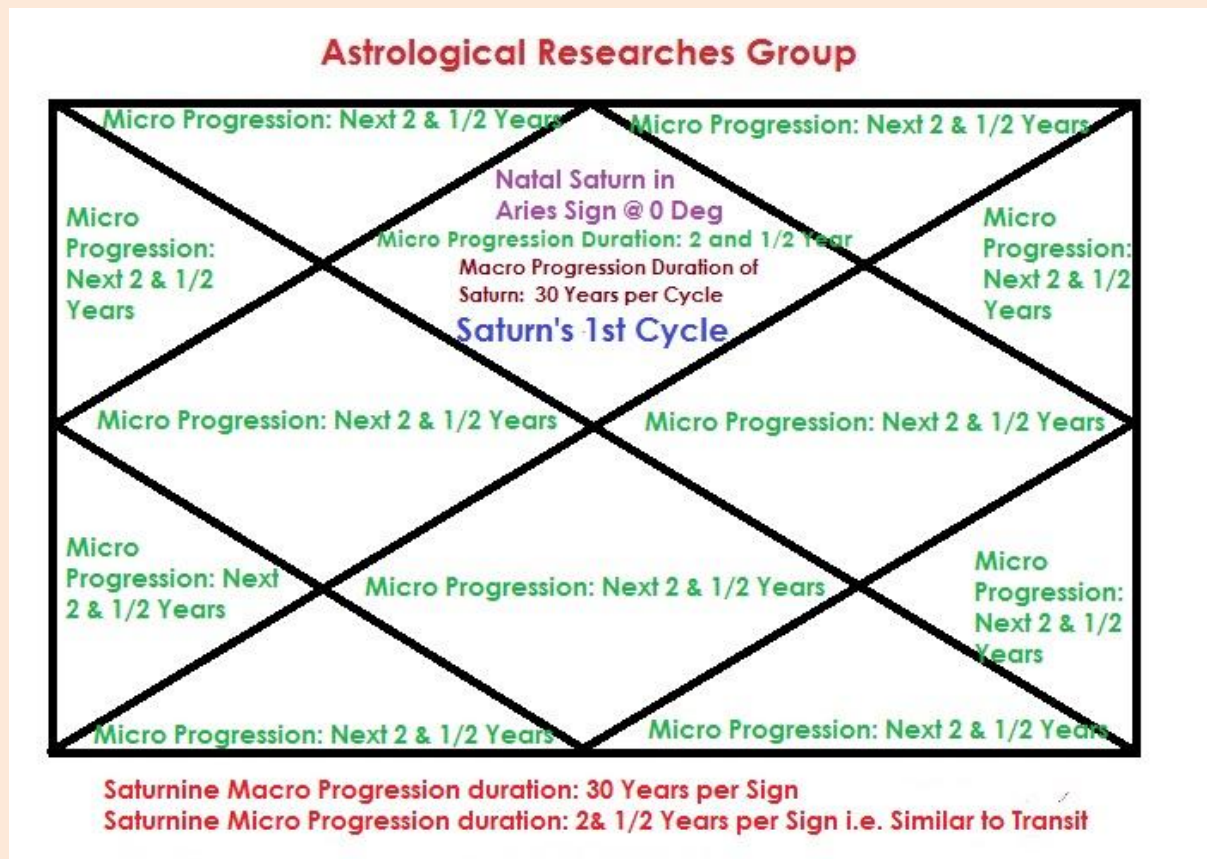 Astrological Researches Group
Micro Progression: Next 2 & 1/2 Years
Micro Progression: Next 2 & 1/2 Years
Natal Saturn in
Aries Sign @ 0 Deg
Micro Progression Duration: 2 and 1/2 Year
Macro Progression Duration of
Saturn: 30 Years per Cycle
Saturn's 1st Cycle
Micro
Progression:
Next 2 & 1/2
Years
Micro
Progression:
Next 2 & 1/2
Years
Micro Progression: Next 2 & 1/2 Years
Micro Progression: Next 2 & 1/2 Years
Micro
Progression: Next
2 & 1/2 Years
Micro Progression: Next 2 & 1/2 Years
Micro
Progression:
Next 2 & 1/2
Years
Micro Progression: Next 2 & 1/2 Years
Micro Progression: Next 2 & 1/2 Years
Saturnine Macro Progression duration: 30 Years per Sign
Saturnine Micro Progression duration: 2& 1/2 Years per Sign i.e. Similar to Transit